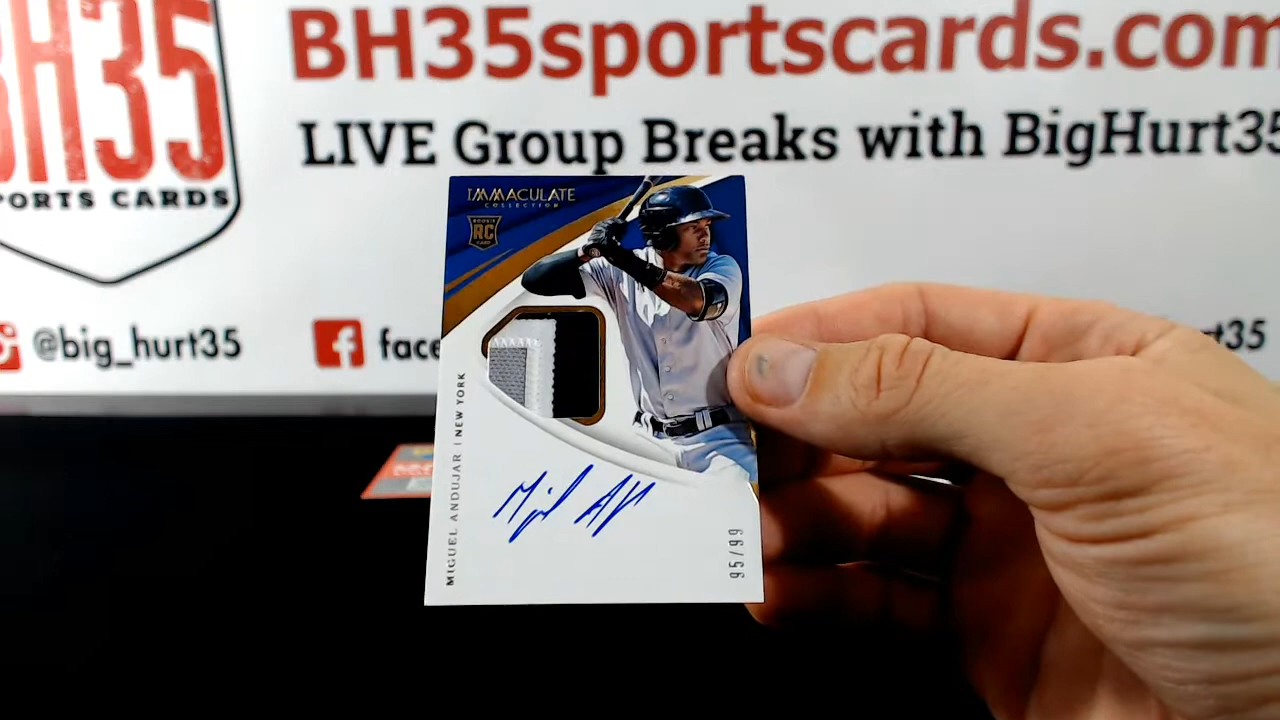 BH35
PORTS CARDS
BH35sportscards.com
LIVE Group Breaks with BigHurt35
@big_hurt35
face
t35
IMMACULATE
COLLECTION
ROOKIE
RC
CARD
MIGUEL ANDUJAR | NEW YORK
95/99